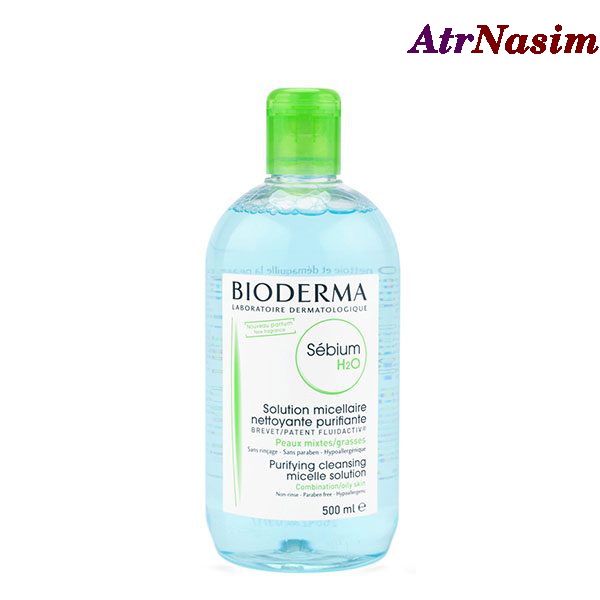 AtrNasim
BIODERMA
LABORATOIRE DERMATOLOGIQUE
Nouveau parfum
New fragrance
Sébium
H2O
Solution micellaire
nettoyante purifiante
BREVET/PATENT FLUIDACTIV®
Peaux mixtes/grasses
Sans rinçage - Sans paraben - Hypoallergénique
Purifying cleansing
micelle solution
Combination/oily skin
Non-rinse - Paraben free - Hypoallergenic
500 ml ℮